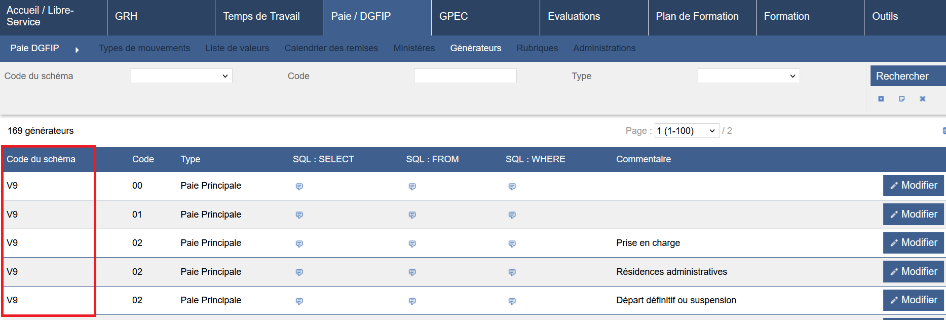 Accueil / Libre-Service GRH Temps de Travail Paie / DGFIP GPEC Evaluations Plan de Formation Formation Outils
Paie DGFIP Types de mouvements Liste de valeurs Calendrier des remises Ministères Générateurs Rubriques Administrations
Code du schéma Code Type Rechercher
169 générateurs Page : 1 (1-100) / 2
Code du schéma Code Type SQL : SELECT SQL : FROM SQL : WHERE Commentaire
V9 00 Paie Principale Modifier
V9 01 Paie Principale Modifier
V9 02 Paie Principale Prise en charge Modifier
V9 02 Paie Principale Résidences administratives Modifier
V9 02 Paie Principale Départ définitif ou suspension Modifier